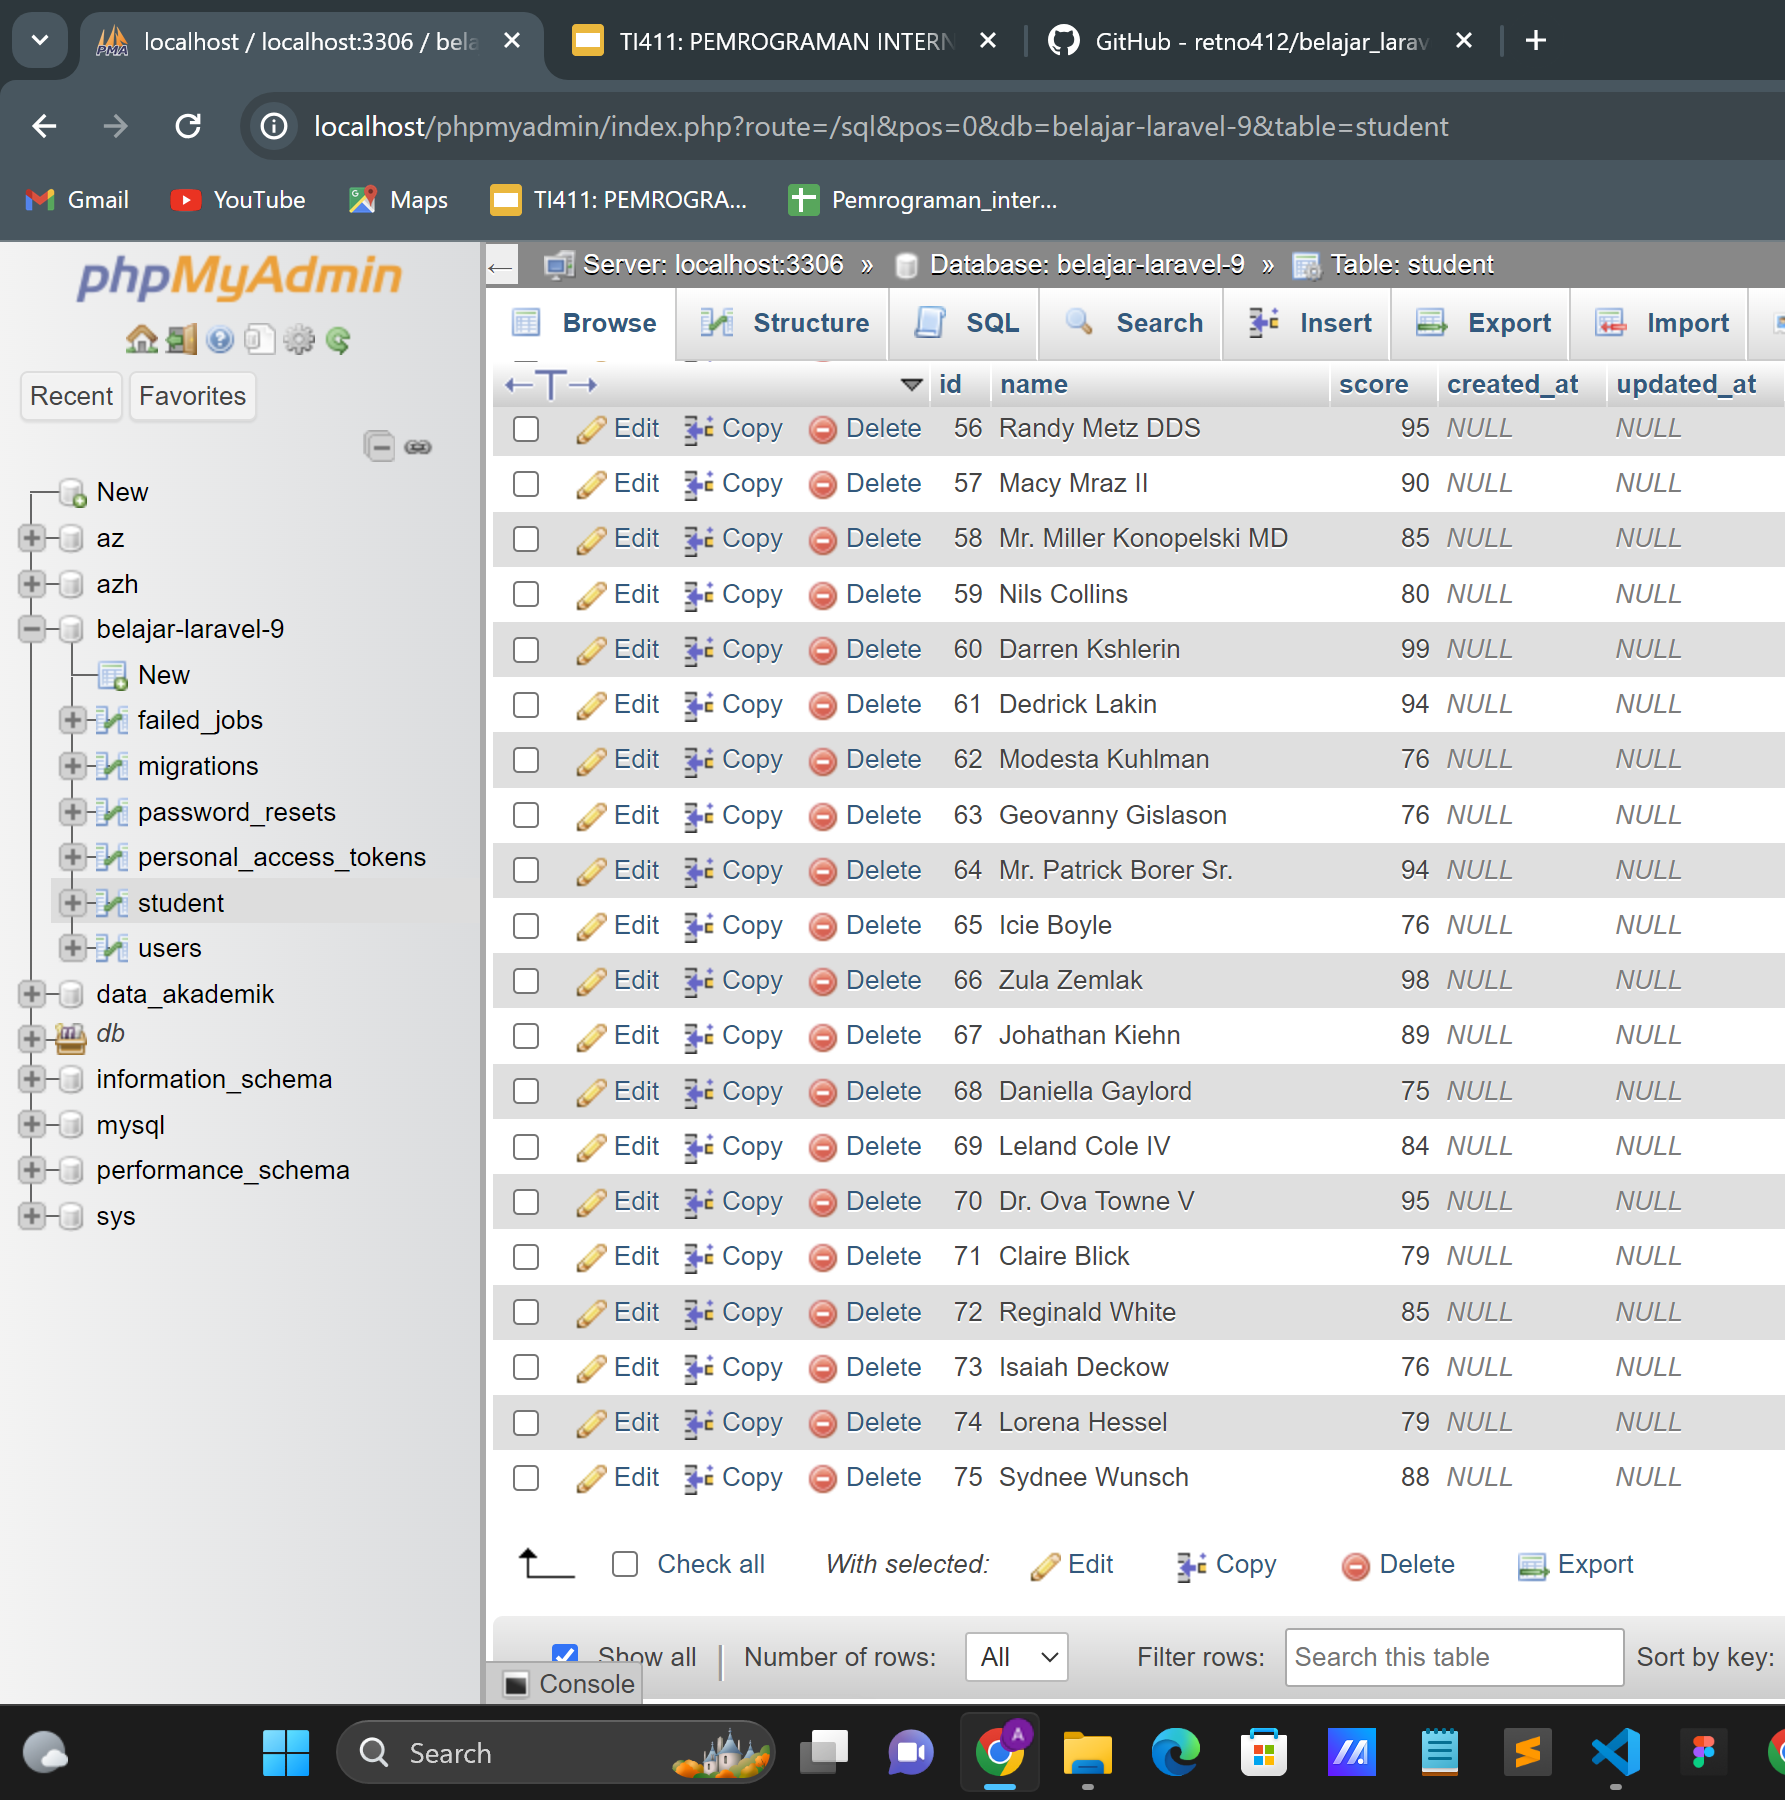 localhost / localhost:3306 / bela
TI411: PEMROGRAMAN INTERN
GitHub - retno412/belajar_larav
localhost/phpmyadmin/index.php?route=/sql&pos=0&db=belajar-laravel-9&table=student
Gmail YouTube Maps TI411: PEMROGRA... Pemrograman_inter...
phpMyAdmin
Recent Favorites
New
az
azh
belajar-laravel-9
New
failed_jobs
migrations
password_resets
personal_access_tokens
student
users
data_akademik
db
information_schema
mysql
performance_schema
sys
Server: localhost:3306 » Database: belajar-laravel-9 » Table: student
Browse Structure SQL Search Insert Export Import
←T→ id name score created_at updated_at
Edit Copy Delete 56 Randy Metz DDS 95 NULL NULL
Edit Copy Delete 57 Macy Mraz II 90 NULL NULL
Edit Copy Delete 58 Mr. Miller Konopelski MD 85 NULL NULL
Edit Copy Delete 59 Nils Collins 80 NULL NULL
Edit Copy Delete 60 Darren Kshlerin 99 NULL NULL
Edit Copy Delete 61 Dedrick Lakin 94 NULL NULL
Edit Copy Delete 62 Modesta Kuhlman 76 NULL NULL
Edit Copy Delete 63 Geovanny Gislason 76 NULL NULL
Edit Copy Delete 64 Mr. Patrick Borer Sr. 94 NULL NULL
Edit Copy Delete 65 Icie Boyle 76 NULL NULL
Edit Copy Delete 66 Zula Zemlak 98 NULL NULL
Edit Copy Delete 67 Johathan Kiehn 89 NULL NULL
Edit Copy Delete 68 Daniella Gaylord 75 NULL NULL
Edit Copy Delete 69 Leland Cole IV 84 NULL NULL
Edit Copy Delete 70 Dr. Ova Towne V 95 NULL NULL
Edit Copy Delete 71 Claire Blick 79 NULL NULL
Edit Copy Delete 72 Reginald White 85 NULL NULL
Edit Copy Delete 73 Isaiah Deckow 76 NULL NULL
Edit Copy Delete 74 Lorena Hessel 79 NULL NULL
Edit Copy Delete 75 Sydnee Wunsch 88 NULL NULL
Check all With selected: Edit Copy Delete Export
Show all Number of rows: All Filter rows: Search this table Sort by key:
Console
Search